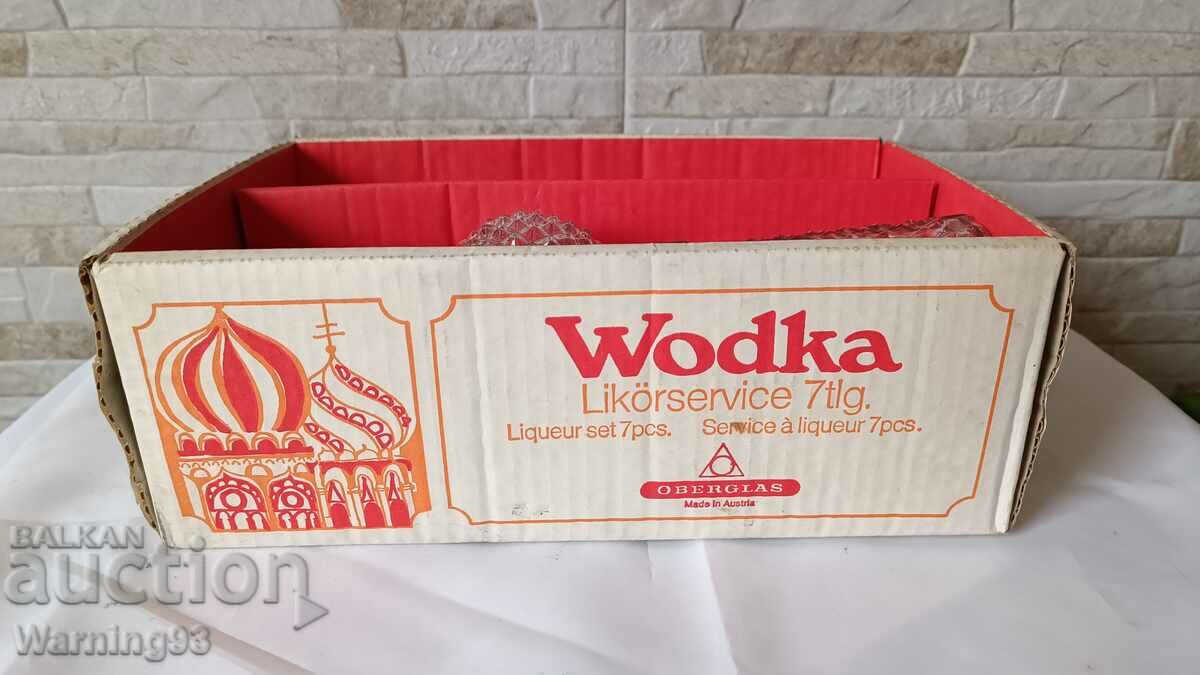 Wodka
Likörservice 7tlg.
Liqueur set 7pcs. Service à liqueur 7pcs.
OBERGLAS
Made in Austria
BALKAN
auction
Warning93